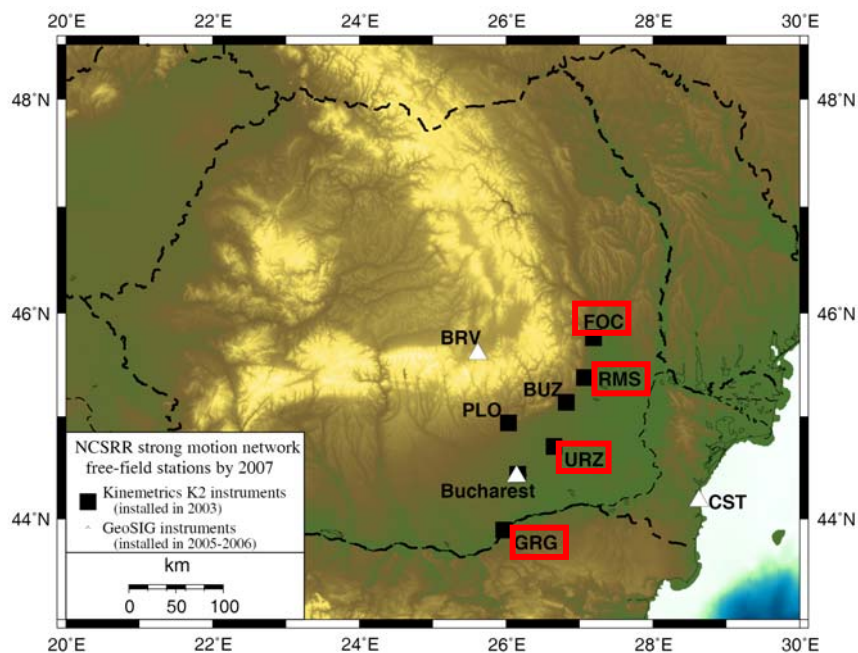 20°E 22°E 24°E 26°E 28°E 30°E
48°N 48°N
46°N 46°N
FOC
BRV
RMS
BUZ
PLO
URZ
Bucharest
CST
44°N 44°N
GRG
NCSRR strong motion network
free-field stations by 2007
Kinemetrics K2 instruments
(installed in 2003)
GeoSIG instruments
(installed in 2005-2006)
km
0 50 100
20°E 22°E 24°E 26°E 28°E 30°E